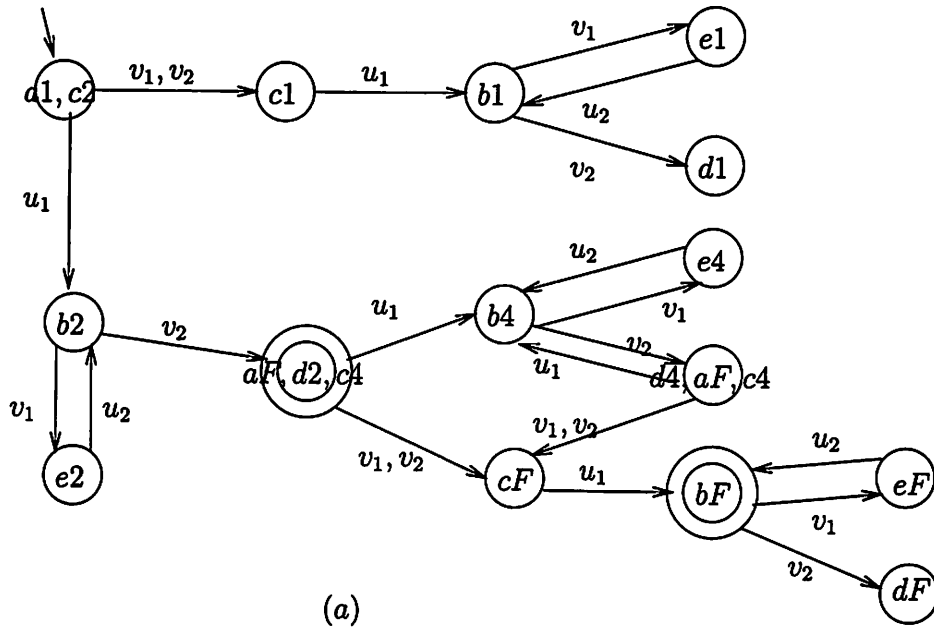 v₁
e1
a1, c2
v₁, v₂
c1
u₁
b1
u₂
v₂
d1
u₁
u₂
e4
b2
v₂
u₁
b4
v₁
v₂
aF, d2, c4
u₁
d4, aF, c4
v₁
u₂
v₁, v₂
v₁, v₂
u₂
e2
cF
u₁
bF
eF
v₁
v₂
dF
(a)